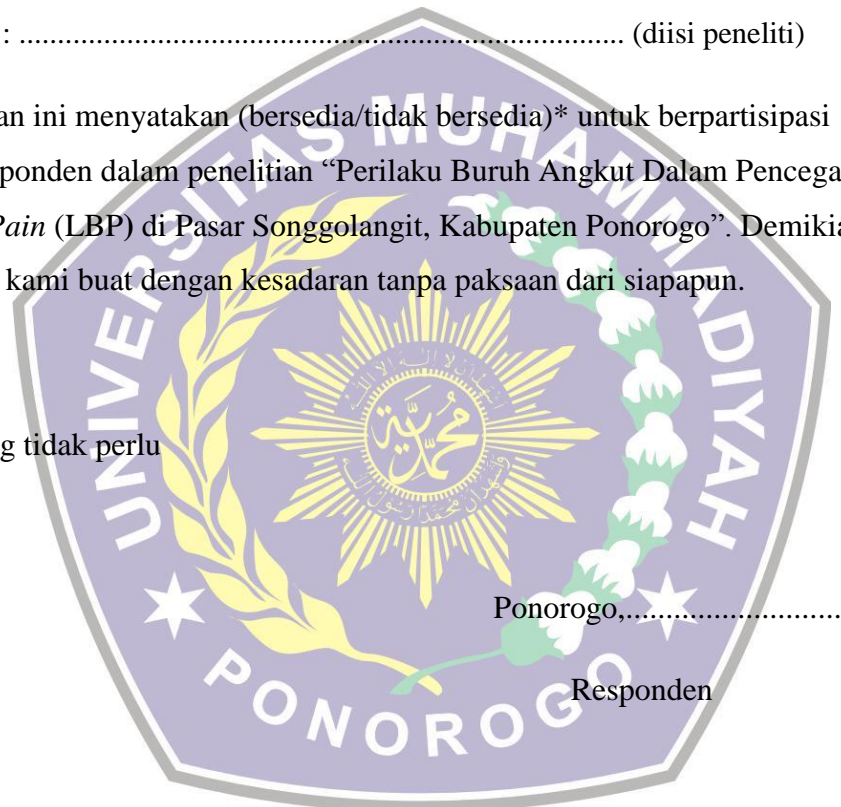 : ................................................................................ (diisi peneliti)
an ini menyatakan (bersedia/tidak bersedia)* untuk berpartisipasi
ponden dalam penelitian “Perilaku Buruh Angkut Dalam Pencega
Pain (LBP) di Pasar Songgolangit, Kabupaten Ponorogo”. Demikia
kami buat dengan kesadaran tanpa paksaan dari siapapun.
g tidak perlu
Ponorogo,............................
Responden
UNIVERSITAS MUHAMMADIYAH
PONOROGO
محمدية